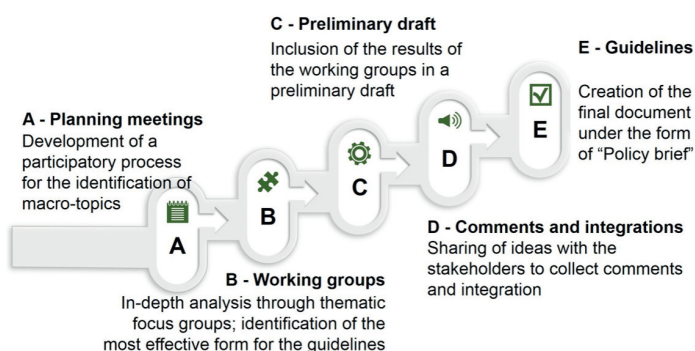 A - Planning meetings
Development of a
participatory process
for the identification of
macro-topics
A
B - Working groups
In-depth analysis through thematic
focus groups; identification of the
most effective form for the guidelines
B
C - Preliminary draft
Inclusion of the results of
the working groups in a
preliminary draft
C
D - Comments and integrations
Sharing of ideas with the
stakeholders to collect comments
and integration
D
E - Guidelines
Creation of the
final document
under the form
of “Policy brief”
E